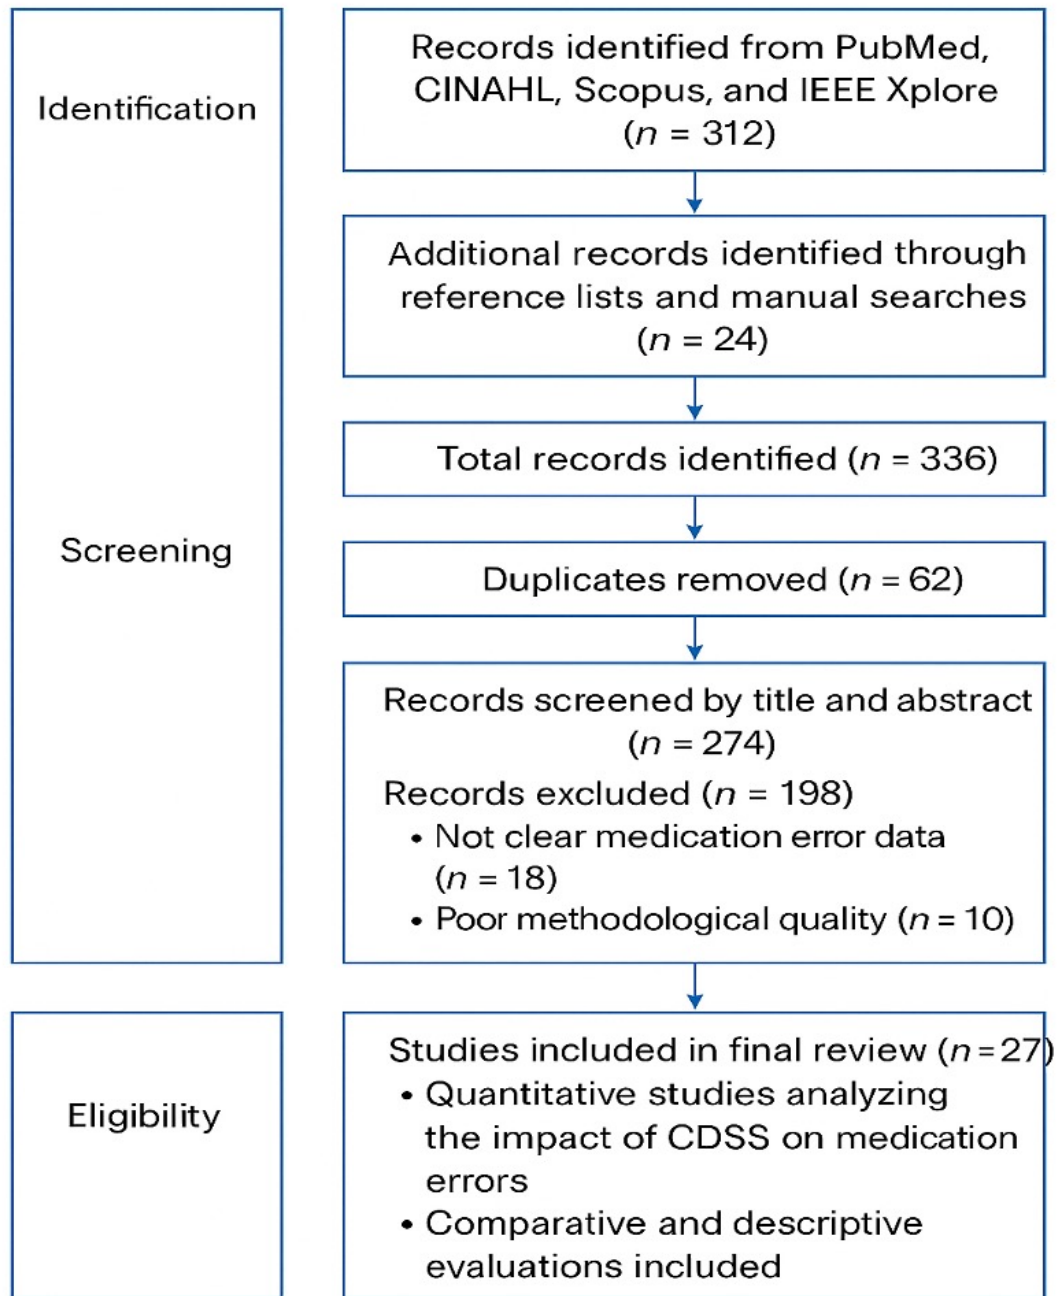 Identification
Records identified from PubMed,
CINAHL, Scopus, and IEEE Xplore
(n = 312)
Additional records identified through
reference lists and manual searches
(n = 24)
Total records identified (n = 336)
Screening
Duplicates removed (n = 62)
Records screened by title and abstract
(n = 274)
Records excluded (n = 198)
• Not clear medication error data
(n = 18)
• Poor methodological quality (n = 10)
Eligibility
Studies included in final review (n = 27)
• Quantitative studies analyzing
the impact of CDSS on medication
errors
• Comparative and descriptive
evaluations included